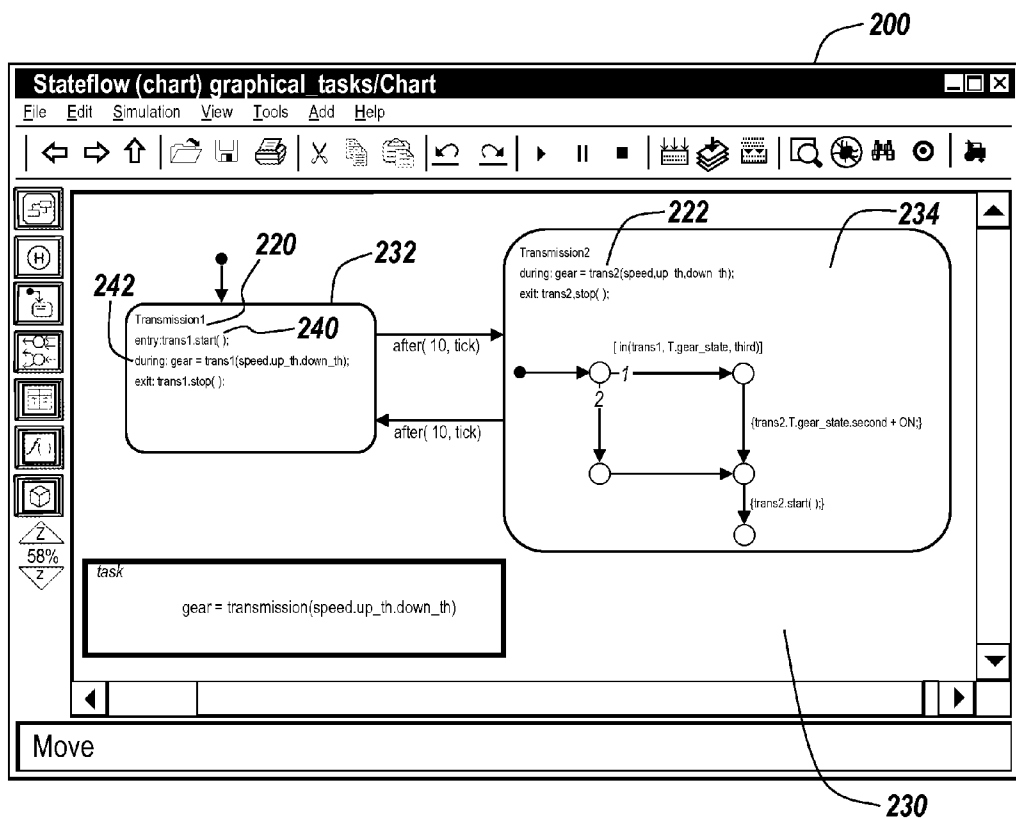 200
Stateflow (chart) graphical_tasks/Chart
File Edit Simulation View Tools Add Help
H
f( )
Z
58%
Z
220
232
242
240
Transmission1
entry:trans1.start( );
during: gear = trans1(speed.up_th.down_th);
exit: trans1.stop( ):
after( 10, tick)
after( 10, tick)
222
234
Transmission2
during: gear = trans2(speed,up th,down th);
exit: trans2,stop( );
[ in(trans1, T.gear_state, third)]
1
2
{trans2.T.gear_state.second + ON;}
{trans2.start( );}
task
gear = transmission(speed.up_th.down_th)
Move
230